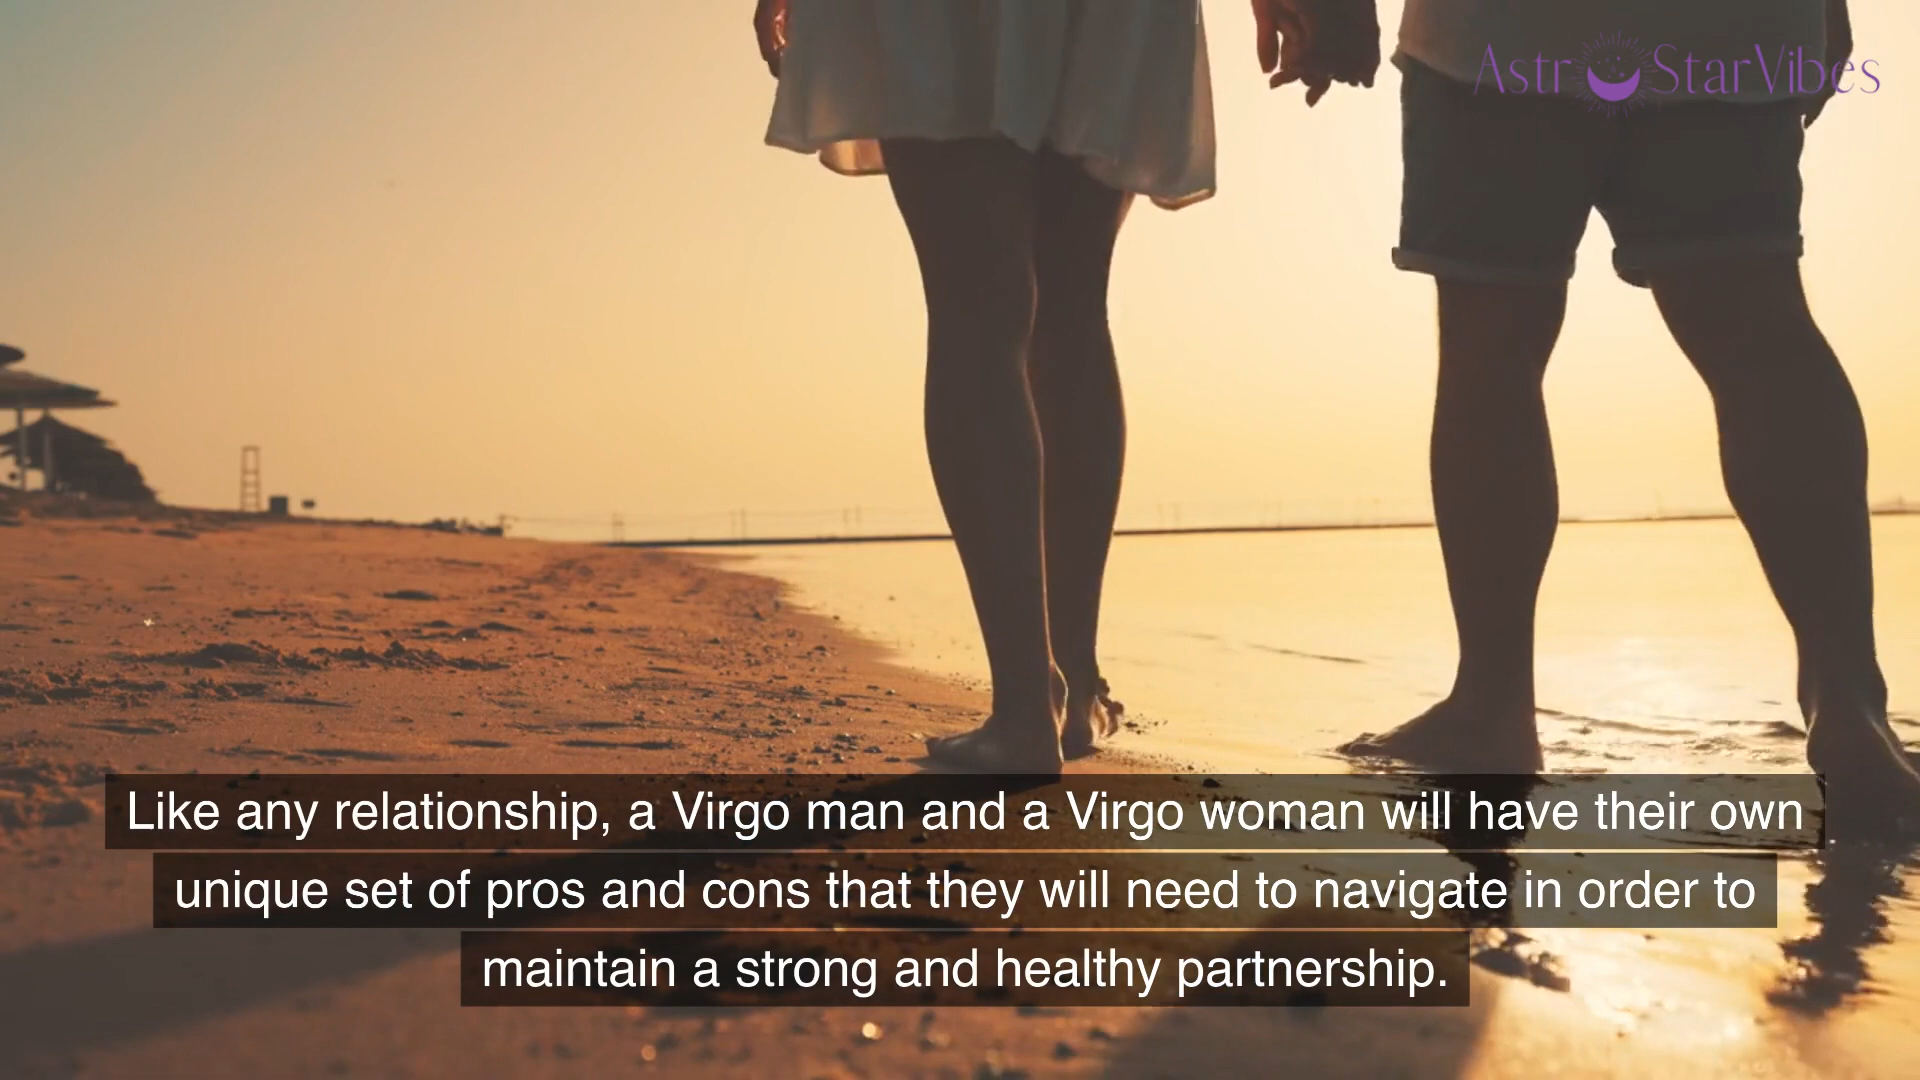 AstroStarVibes
Like any relationship, a Virgo man and a Virgo woman will have their own
unique set of pros and cons that they will need to navigate in order to
maintain a strong and healthy partnership.